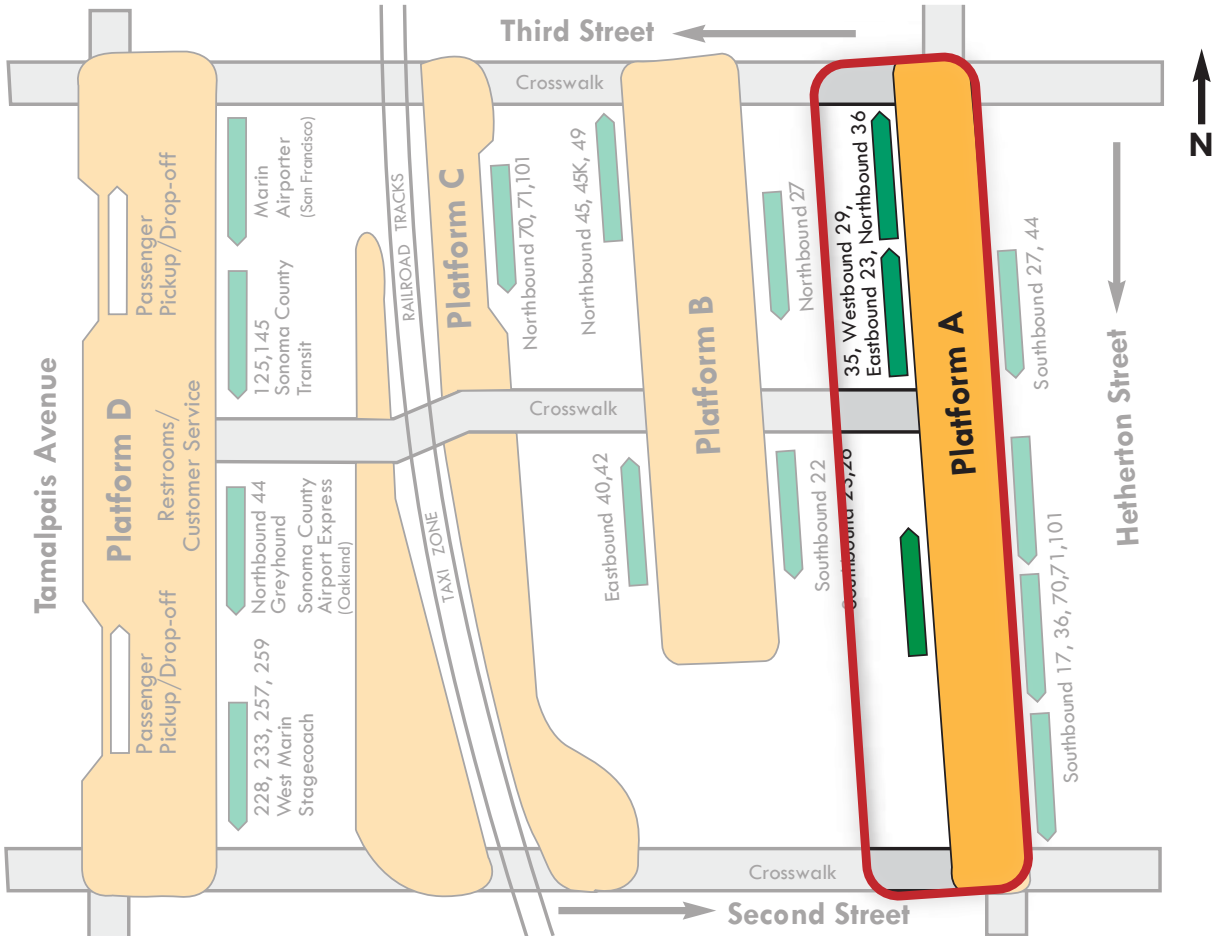 Third Street
Crosswalk
N
Tamalpais Avenue
Platform D
Restrooms/
Customer Service
Passenger
Pickup/Drop-off
Passenger
Pickup/Drop-off
Marin
Airporter
(San Francisco)
125,145
Sonoma County
Transit
Northbound 44
Greyhound
Sonoma County
Airport Express
(Oakland)
228, 233, 257, 259
West Marin
Stagecoach
RAILROAD TRACKS
TAXI ZONE
Platform C
Northbound 70, 71,101
Northbound 45, 45K, 49
Crosswalk
Eastbound 40,42
Platform B
Northbound 27
Southbound 22
35, Westbound 29,
Eastbound 23, Northbound 36
Southbound 23,26
Platform A
Southbound 27, 44
Southbound 17, 36, 70,71,101
Hetherton Street
Crosswalk
Second Street